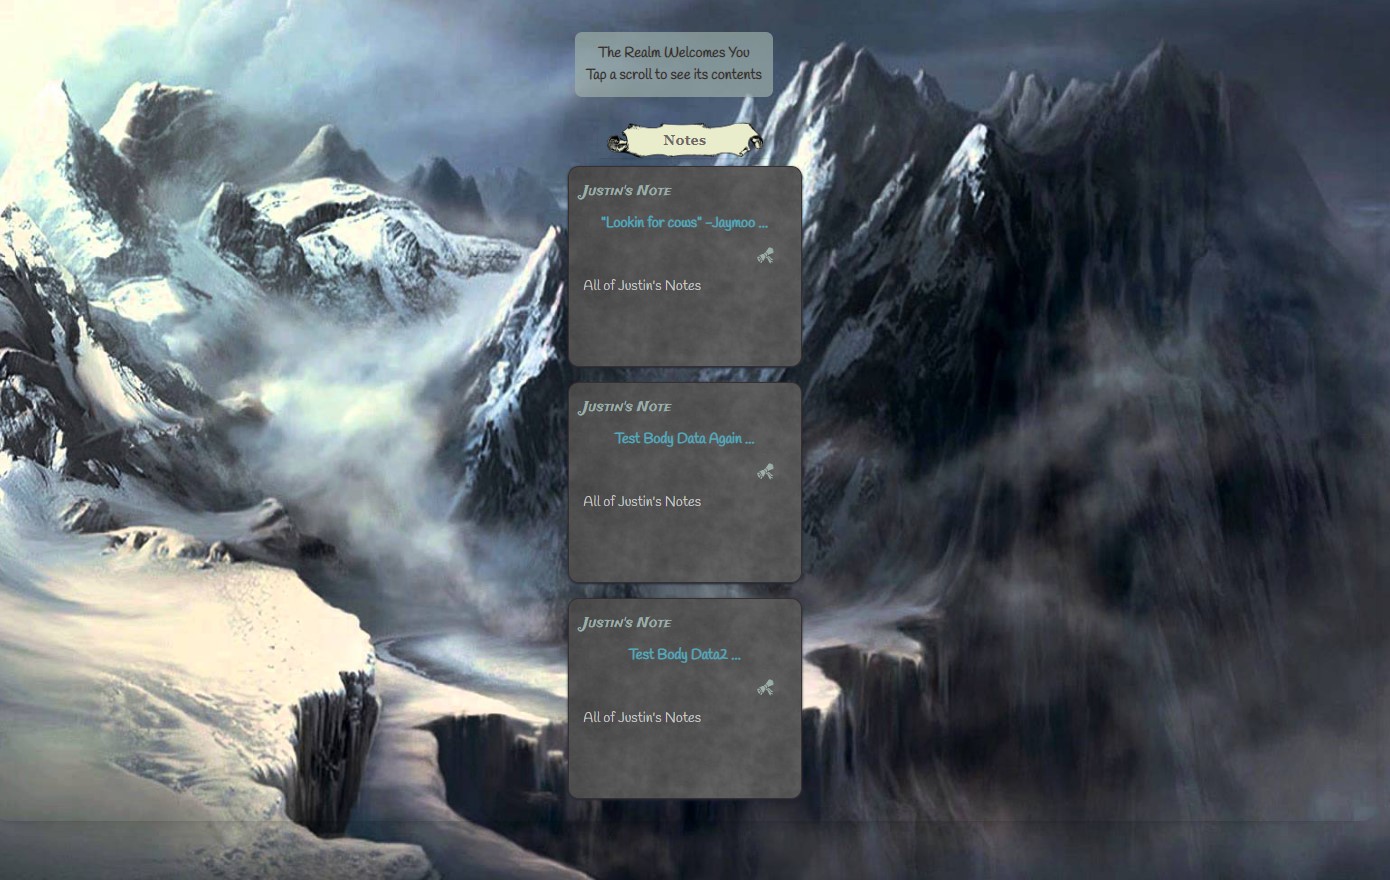 The Realm Welcomes You
Tap a scroll to see its contents
Notes
Justin's Note
"Lookin for cows" -Jaymoo ...
All of Justin's Notes
Justin's Note
Test Body Data Again ...
All of Justin's Notes
Justin's Note
Test Body Data2 ...
All of Justin's Notes